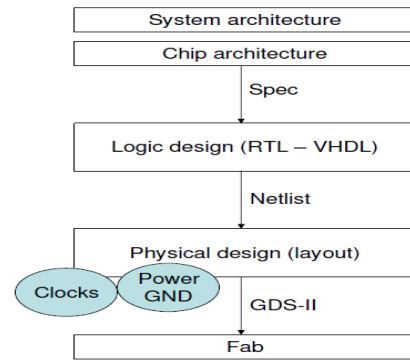 System architecture
Chip architecture
Spec
Logic design (RTL – VHDL)
Netlist
Physical design (layout)
Clocks
Power
GND
GDS-II
Fab